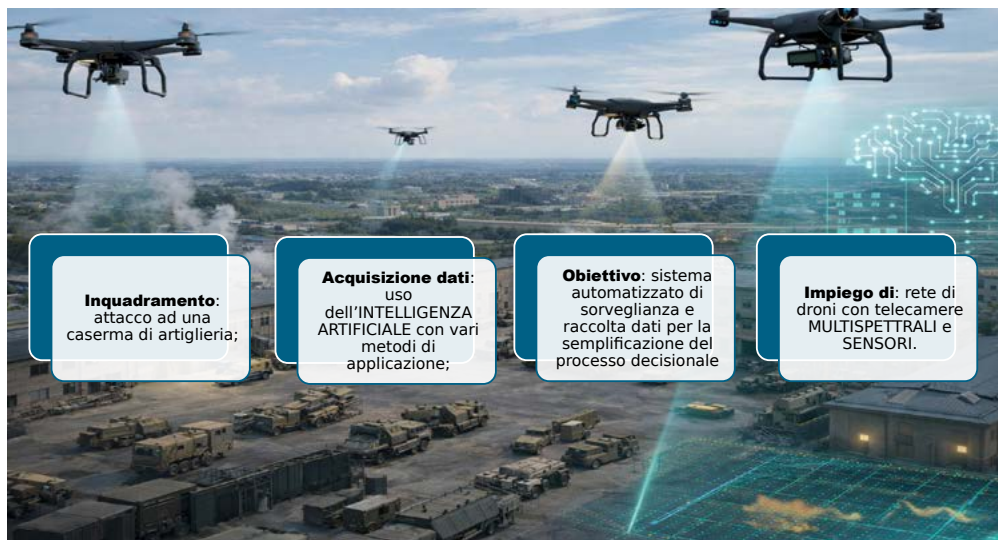 Inquadramento:
attacco ad una
caserma di artiglieria;
Acquisizione dati:
uso
dell’INTELLIGENZA
ARTIFICIALE con vari
metodi di
applicazione;
Obiettivo: sistema
automatizzato di
sorveglianza e
raccolta dati per la
semplificazione del
processo decisionale
Impiego di: rete di
droni con telecamere
MULTISPETTRALI e
SENSORI.